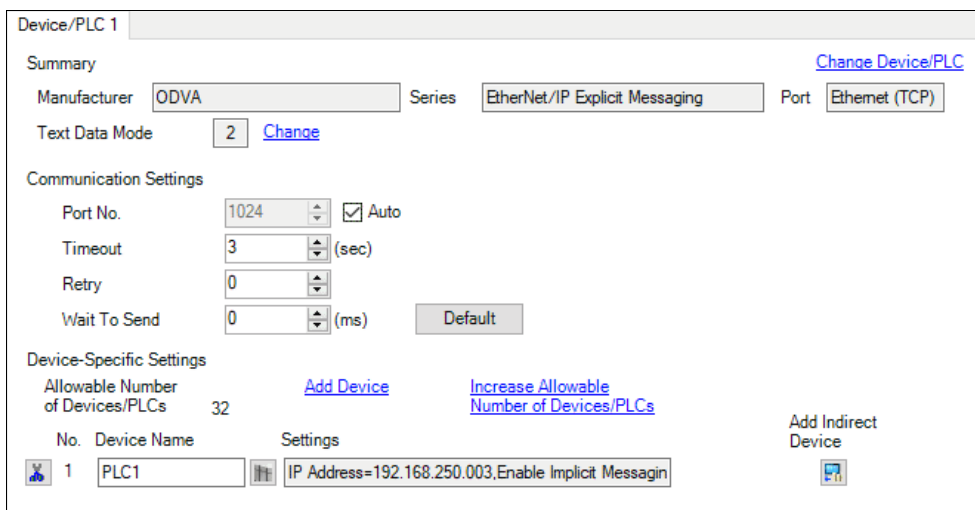 Device/PLC 1
Summary
Change Device/PLC
Manufacturer ODVA Series EtherNet/IP Explicit Messaging Port Ethernet (TCP)
Text Data Mode 2 Change
Communication Settings
Port No. 1024 Auto
Timeout 3 (sec)
Retry 0
Wait To Send 0 (ms) Default
Device-Specific Settings
Allowable Number of Devices/PLCs 32
Add Device
Increase Allowable
Number of Devices/PLCs
Add Indirect
Device
No. Device Name Settings
1 PLC1 IP Address=192.168.250.003,Enable Implicit Messagin